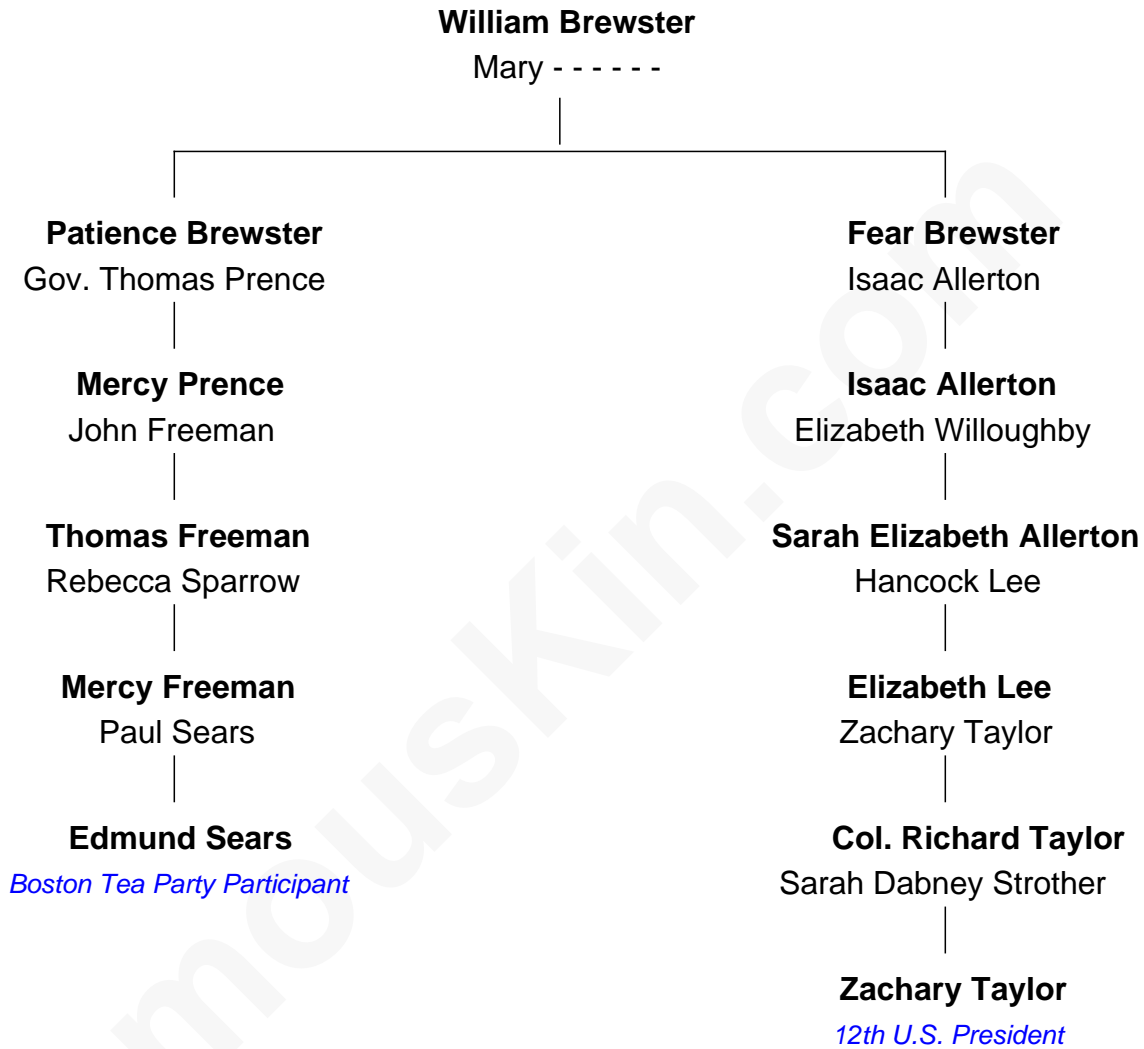 William Brewster
Mary - - - - - -
Patience Brewster
Gov. Thomas Prence
Fear Brewster
Isaac Allerton
Mercy Prence
John Freeman
Isaac Allerton
Elizabeth Willoughby
Thomas Freeman
Rebecca Sparrow
Sarah Elizabeth Allerton
Hancock Lee
Mercy Freeman
Paul Sears
Elizabeth Lee
Zachary Taylor
Edmund Sears
Boston Tea Party Participant
Col. Richard Taylor
Sarah Dabney Strother
Zachary Taylor
12th U.S. President
mouskin.com